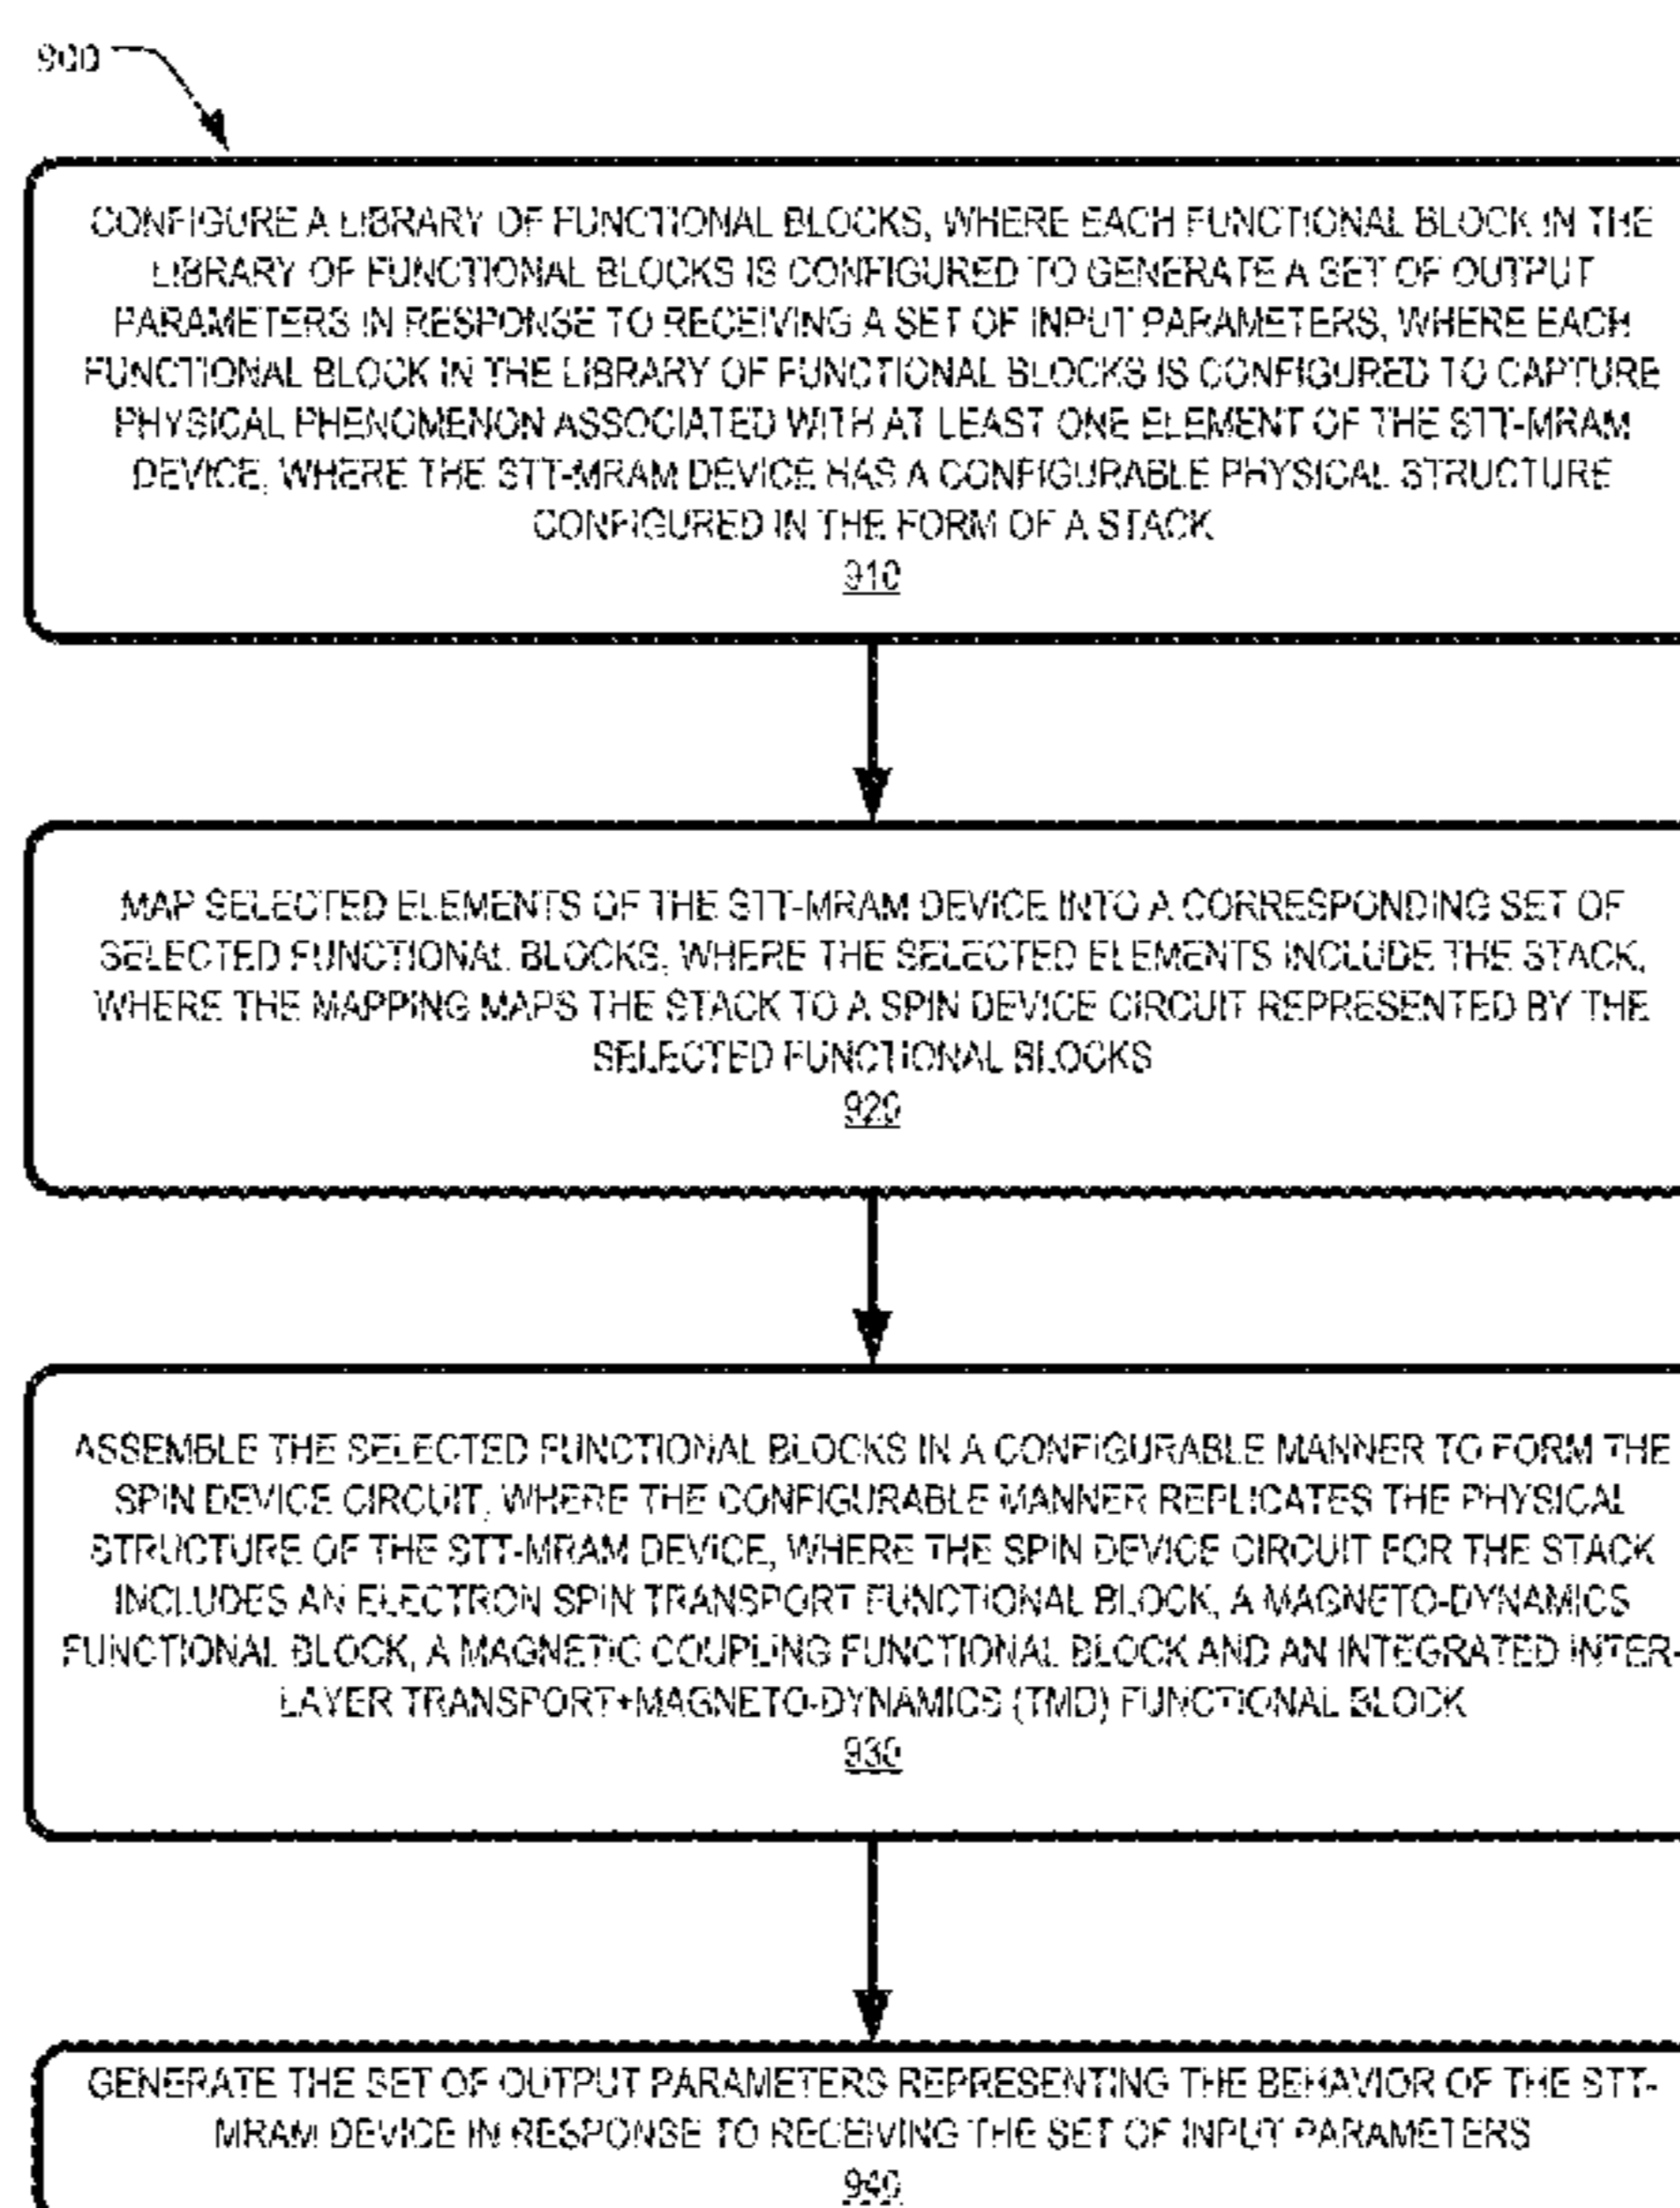 900
CONFIGURE A LIBRARY OF FUNCTIONAL BLOCKS, WHERE EACH FUNCTIONAL BLOCK IN THE
LIBRARY OF FUNCTIONAL BLOCKS IS CONFIGURED TO GENERATE A SET OF OUTPUT
PARAMETERS IN RESPONSE TO RECEIVING A SET OF INPUT PARAMETERS, WHERE EACH
FUNCTIONAL BLOCK IN THE LIBRARY OF FUNCTIONAL BLOCKS IS CONFIGURED TO CAPTURE
PHYSICAL PHENOMENON ASSOCIATED WITH AT LEAST ONE ELEMENT OF THE STT-MRAM
DEVICE, WHERE THE STT-MRAM DEVICE HAS A CONFIGURABLE PHYSICAL STRUCTURE
CONFIGURED IN THE FORM OF A STACK
910
MAP SELECTED ELEMENTS OF THE STT-MRAM DEVICE INTO A CORRESPONDING SET OF
SELECTED FUNCTIONAL BLOCKS, WHERE THE SELECTED ELEMENTS INCLUDE THE STACK,
WHERE THE MAPPING MAPS THE STACK TO A SPIN DEVICE CIRCUIT REPRESENTED BY THE
SELECTED FUNCTIONAL BLOCKS
920
ASSEMBLE THE SELECTED FUNCTIONAL BLOCKS IN A CONFIGURABLE MANNER TO FORM THE
SPIN DEVICE CIRCUIT, WHERE THE CONFIGURABLE MANNER REPLICATES THE PHYSICAL
STRUCTURE OF THE STT-MRAM DEVICE, WHERE THE SPIN DEVICE CIRCUIT FOR THE STACK
INCLUDES AN ELECTRON SPIN TRANSPORT FUNCTIONAL BLOCK, A MAGNETO-DYNAMICS
FUNCTIONAL BLOCK, A MAGNETIC COUPLING FUNCTIONAL BLOCK AND AN INTEGRATED INTER-
LAYER TRANSPORT+MAGNETO-DYNAMICS (TMD) FUNCTIONAL BLOCK
930
GENERATE THE SET OF OUTPUT PARAMETERS REPRESENTING THE BEHAVIOR OF THE STT-
MRAM DEVICE IN RESPONSE TO RECEIVING THE SET OF INPUT PARAMETERS
940